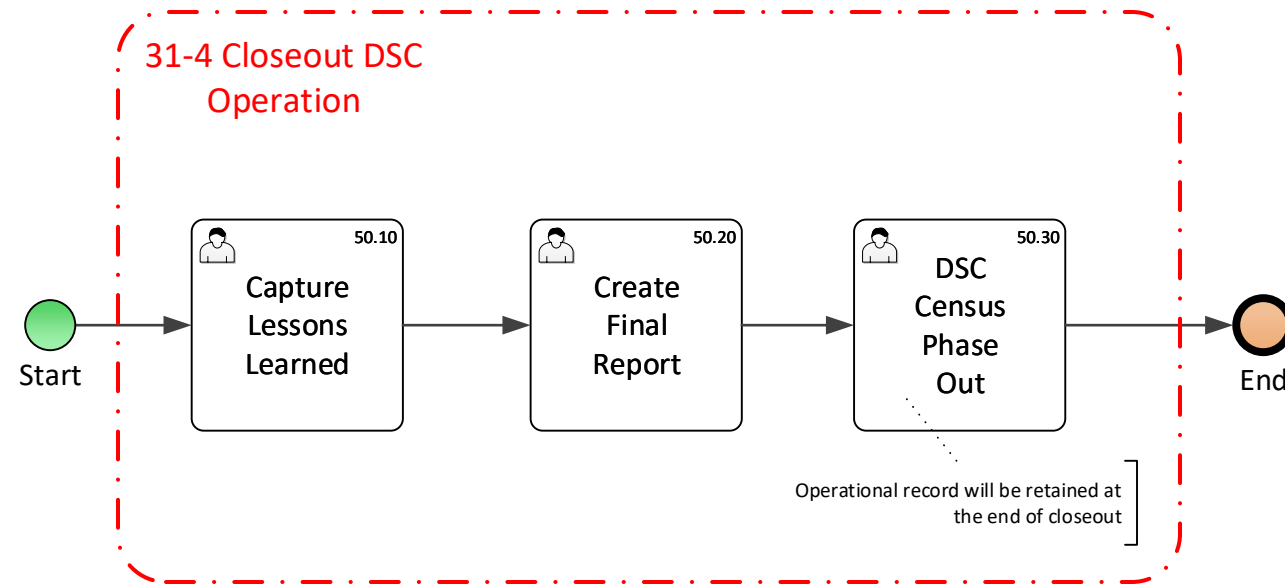 31-4 Closeout DSC
Operation
Start
50.10
Capture
Lessons
Learned
50.20
Create
Final
Report
50.30
DSC
Census
Phase
Out
End
Operational record will be retained at
the end of closeout